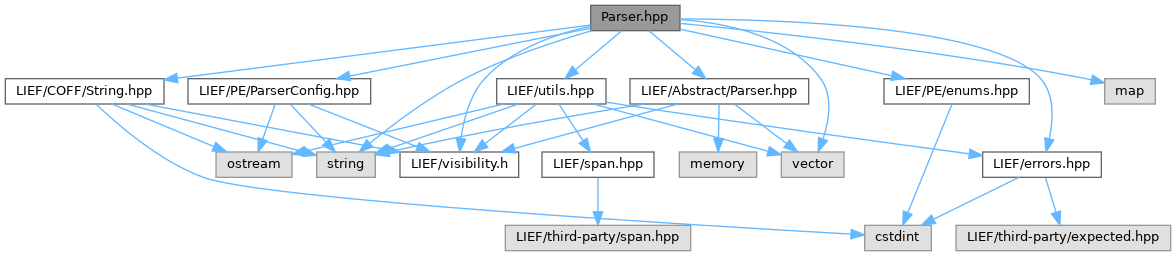 Parser.hpp
LIEF/COFF/String.hpp
LIEF/PE/ParserConfig.hpp
LIEF/utils.hpp
LIEF/Abstract/Parser.hpp
LIEF/PE/enums.hpp
map
ostream
string
LIEF/visibility.h
LIEF/span.hpp
memory
vector
LIEF/errors.hpp
LIEF/third-party/span.hpp
cstdint
LIEF/third-party/expected.hpp